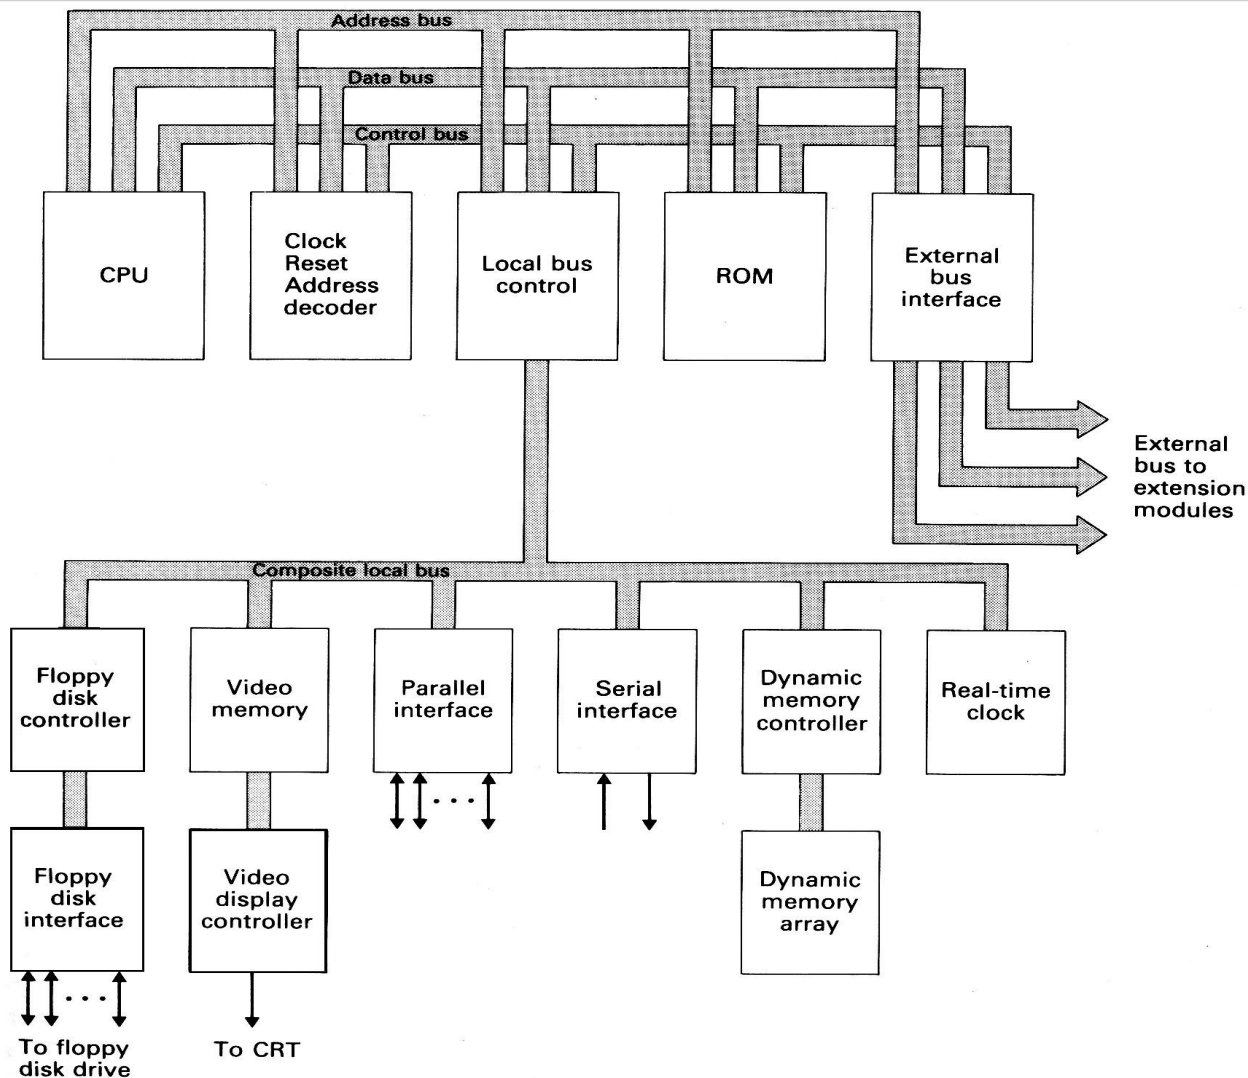 Address bus
Data bus
Control bus
CPU
Clock
Reset
Address
decoder
Local bus
control
ROM
External
bus
interface
External
bus to
extension
modules
Composite local bus
Floppy
disk
controller
Video
memory
Parallel
interface
Serial
interface
Dynamic
memory
controller
Real-time
clock
Floppy
disk
interface
Video
display
controller
Dynamic
memory
array
To floppy
disk drive
To CRT